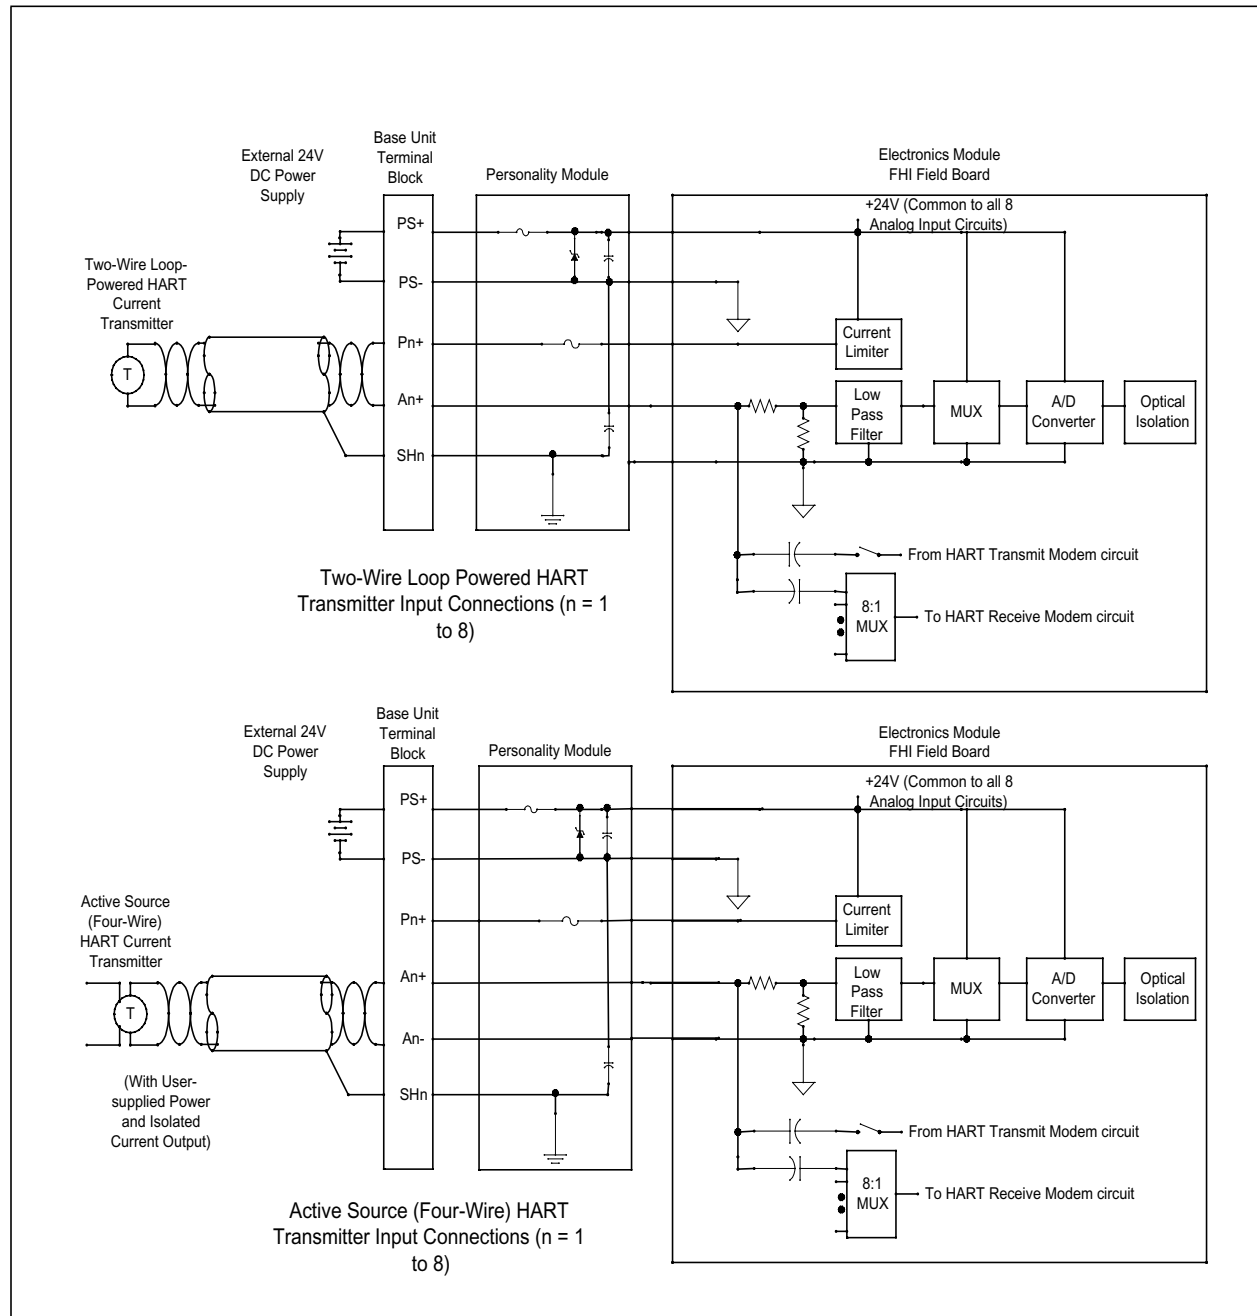 External 24V
DC Power
Supply
Base Unit
Terminal
Block
Personality Module
Electronics Module
FHI Field Board
+24V (Common to all 8
Analog Input Circuits)
PS+
PS-
Two-Wire Loop-
Powered HART
Current
Transmitter
T
Pn+
An+
SHn
Current
Limiter
Low
Pass
Filter
MUX
A/D
Converter
Optical
Isolation
From HART Transmit Modem circuit
8:1
MUX
To HART Receive Modem circuit
Two-Wire Loop Powered HART
Transmitter Input Connections (n = 1
to 8)
External 24V
DC Power
Supply
Base Unit
Terminal
Block
Personality Module
Electronics Module
FHI Field Board
+24V (Common to all 8
Analog Input Circuits)
PS+
PS-
Active Source
(Four-Wire)
HART Current
Transmitter
T
(With User-
supplied Power
and Isolated
Current Output)
Pn+
An+
An-
SHn
Current
Limiter
Low
Pass
Filter
MUX
A/D
Converter
Optical
Isolation
From HART Transmit Modem circuit
8:1
MUX
To HART Receive Modem circuit
Active Source (Four-Wire) HART
Transmitter Input Connections (n = 1
to 8)